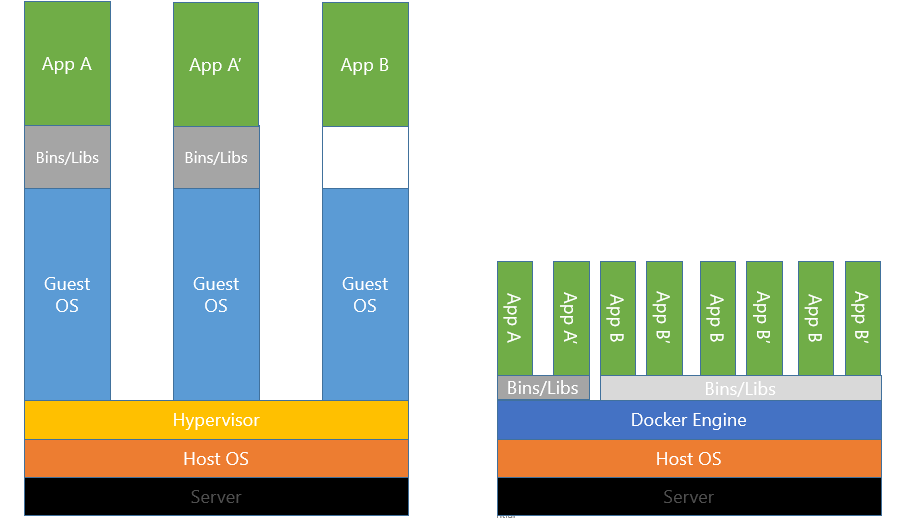 App A
App A’
App B
Bins/Libs
Bins/Libs
Guest
OS
Guest
OS
Guest
OS
Hypervisor
Host OS
Server
App A
App A’
App B
App B’
App B
App B’
App B
App B’
Bins/Libs
Bins/Libs
Docker Engine
Host OS
Server